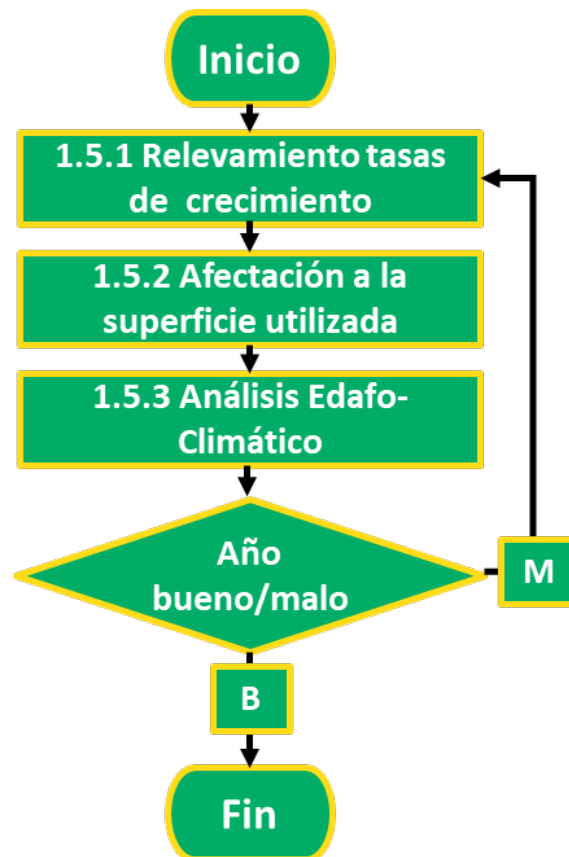 Inicio
1.5.1 Relevamiento tasas
de crecimiento
1.5.2 Afectación a la
superficie utilizada
1.5.3 Análisis Edafo-
Climático
Año
bueno/malo
M
B
Fin